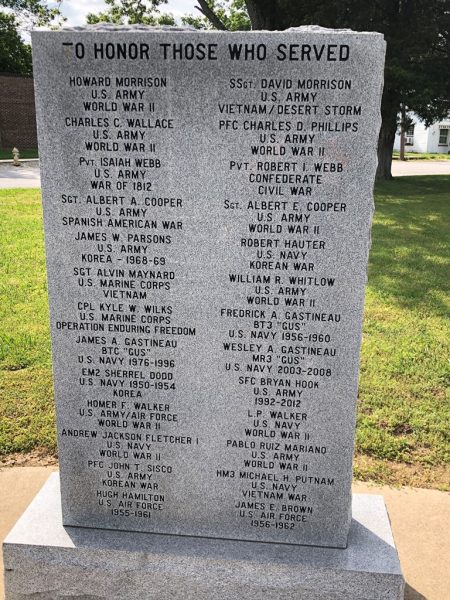 TO HONOR THOSE WHO SERVED
HOWARD MORRISON
U.S. ARMY
WORLD WAR II
CHARLES C. WALLACE
U.S. ARMY
WORLD WAR II
PVT. ISAIAH WEBB
U.S. ARMY
WAR OF 1812
SGT. ALBERT A. COOPER
U.S. ARMY
SPANISH AMERICAN WAR
JAMES W. PARSONS
U.S. ARMY
KOREA - 1968-69
SGT ALVIN MAYNARD
U.S. MARINE CORPS
VIETNAM
CPL KYLE W. WILKS
U.S. MARINE CORPS
OPERATION ENDURING FREEDOM
JAMES A. GASTINEAU
BTC "GUS"
U.S. NAVY 1976-1996
EM2 SHERREL DODD
U.S. NAVY 1950-1954
KOREA
HOMER F. WALKER
U.S. ARMY/AIR FORCE
WORLD WAR II
ANDREW JACKSON FLETCHER I
U.S. NAVY
WORLD WAR II
PFC JOHN T. SISCO
U.S. ARMY
KOREAN WAR
HUGH HAMILTON
U.S. AIR FORCE
1955-1961
SSGT. DAVID MORRISON
U.S. ARMY
VIETNAM/DESERT STORM
PFC CHARLES D. PHILLIPS
U.S. ARMY
WORLD WAR II
PVT. ROBERT I. WEBB
CONFEDERATE
CIVIL WAR
SGT. ALBERT E. COOPER
U.S. ARMY
WORLD WAR II
ROBERT HAUTER
U.S. NAVY
KOREAN WAR
WILLIAM R. WHITLOW
U.S. ARMY
WORLD WAR II
FREDRICK A. GASTINEAU
BT3 "GUS"
U.S. NAVY 1956-1960
WESLEY A. GASTINEAU
MR3 "GUS"
U.S. NAVY 2003-2008
SFC BRYAN HOOK
U.S. ARMY
1992-2012
L.P. WALKER
U.S. NAVY
WORLD WAR II
PABLO RUIZ MARIANO
U.S. ARMY
WORLD WAR II
HM3 MICHAEL H. PUTNAM
U.S. NAVY
VIETNAM WAR
JAMES E. BROWN
U.S. AIR FORCE
1956-1962